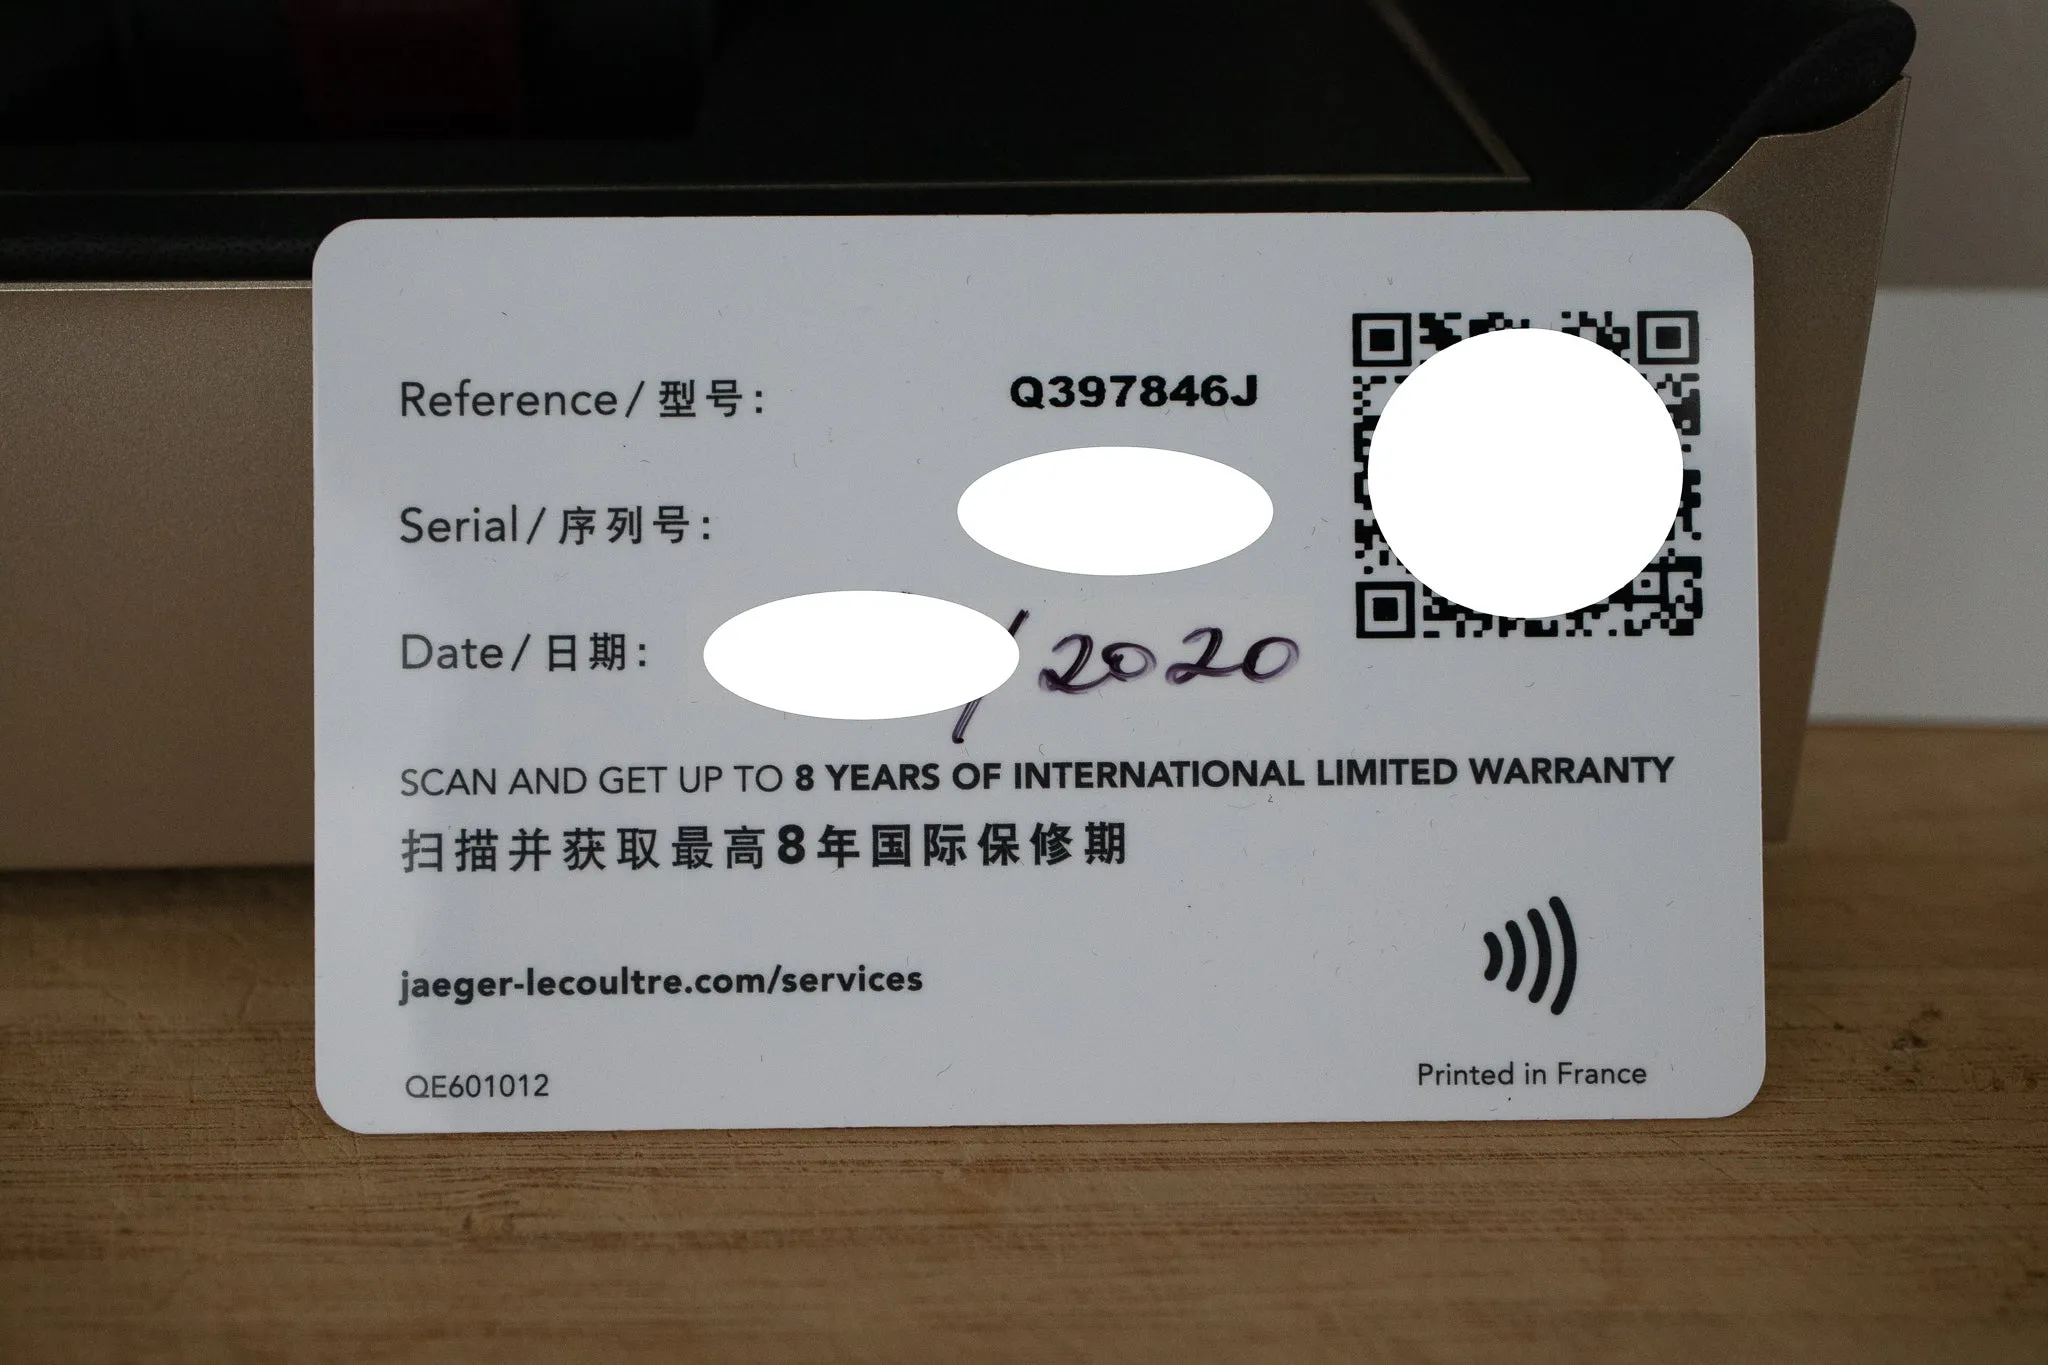 Reference / 型号: Q397846J
Serial / 序列号:
Date / 日期: /2020
SCAN AND GET UP TO 8 YEARS OF INTERNATIONAL LIMITED WARRANTY
扫描并获取最高8年国际保修期
jaeger-lecoultre.com/services
QE601012
Printed in France